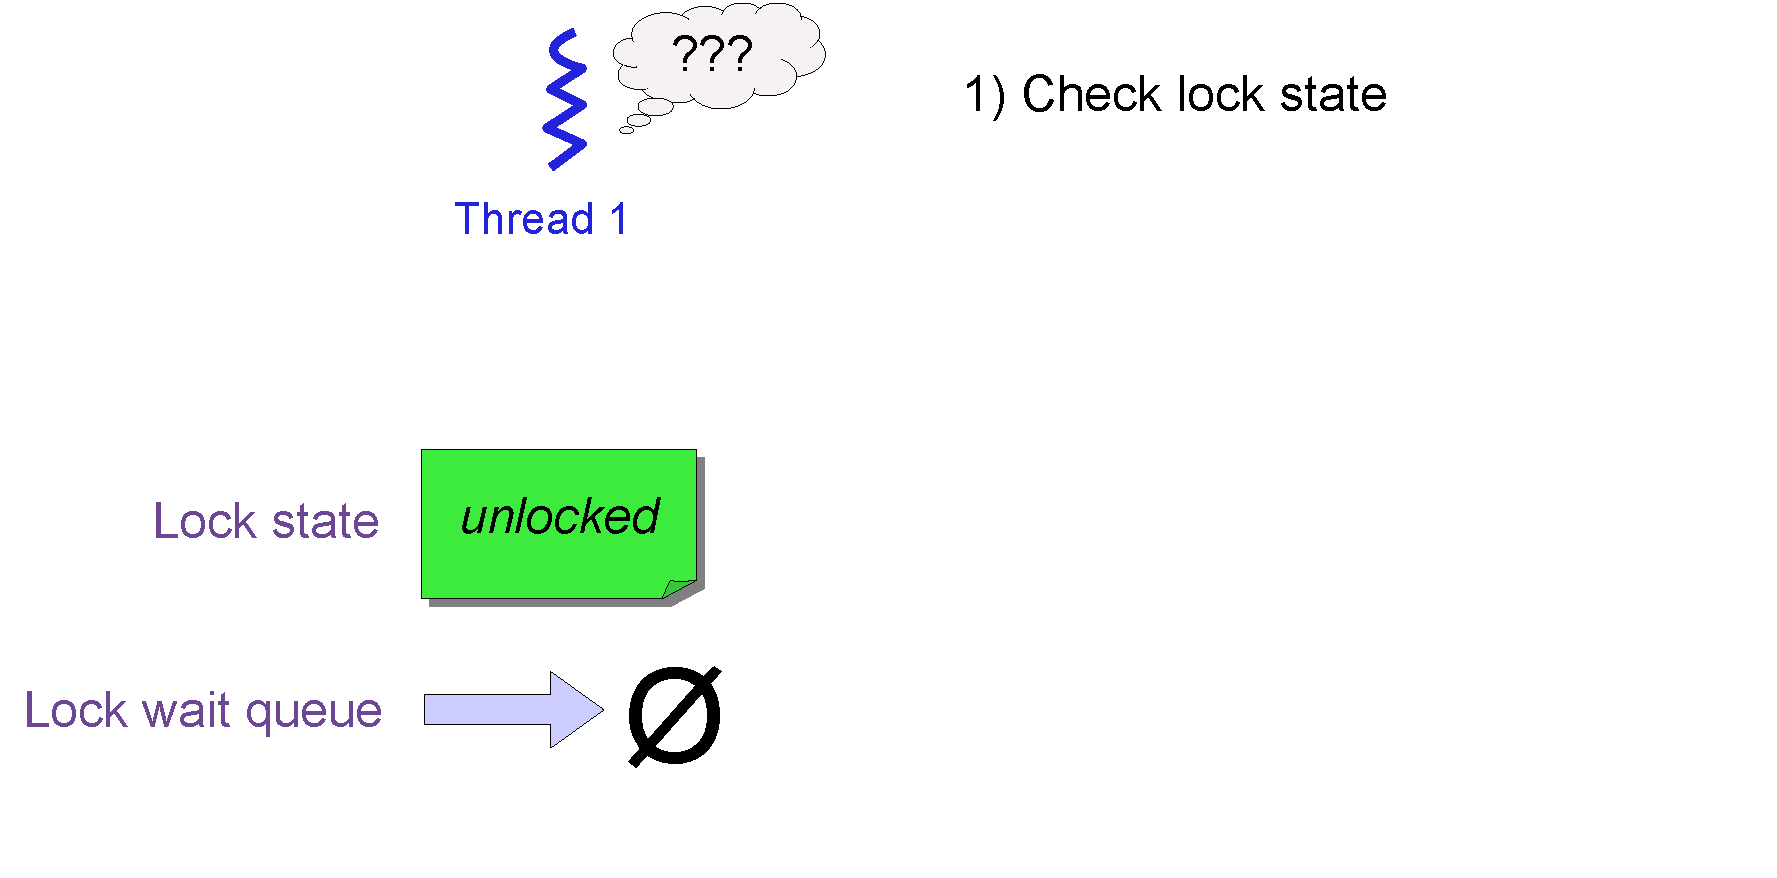 ???
1) Check lock state
Thread 1
Lock state
unlocked
Lock wait queue
Ø